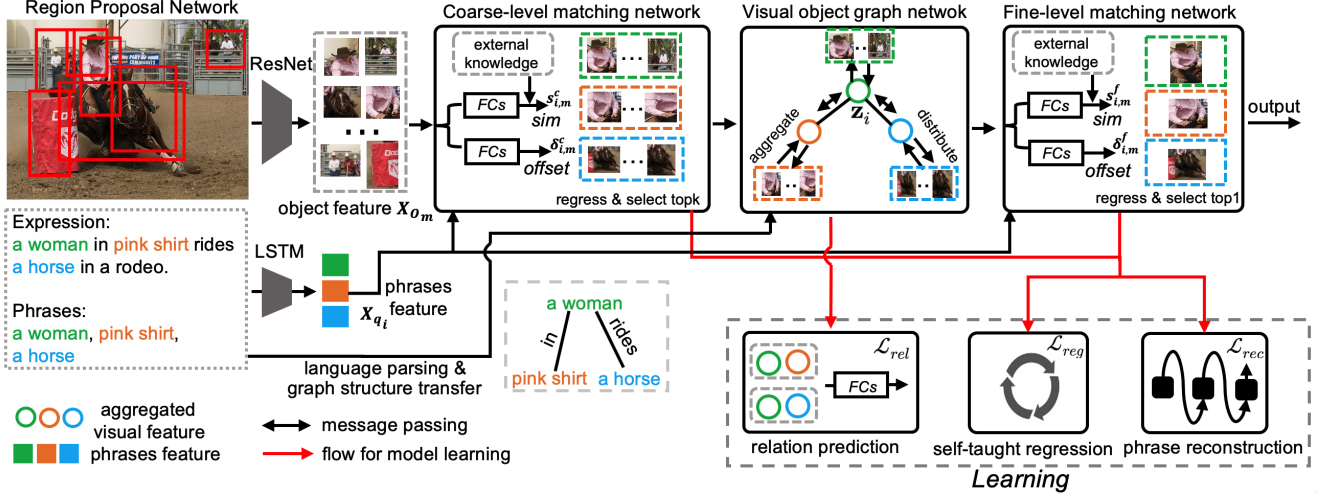 Region Proposal Network
Coarse-level matching network
Visual object graph netwok
Fine-level matching network
PART OF YOUR
COMMUNITY
ResNet
object feature X_{O_m}
external
knowledge
FCs
s^c_{i,m}
sim
FCs
δ^c_{i,m}
offset
regress & select topk
z_i
aggregate
distribute
external
knowledge
FCs
s^f_{i,m}
sim
FCs
δ^f_{i,m}
offset
regress & select top1
output
Expression:
a woman in pink shirt rides
a horse in a rodeo.
Phrases:
a woman, pink shirt,
a horse
LSTM
phrases
feature
X_{q_i}
language parsing &
graph structure transfer
a woman
in
rides
pink shirt
a horse
L_{rel}
FCs
relation prediction
L_{reg}
self-taught regression
L_{rec}
phrase reconstruction
Learning
aggregated
visual feature
phrases feature
message passing
flow for model learning